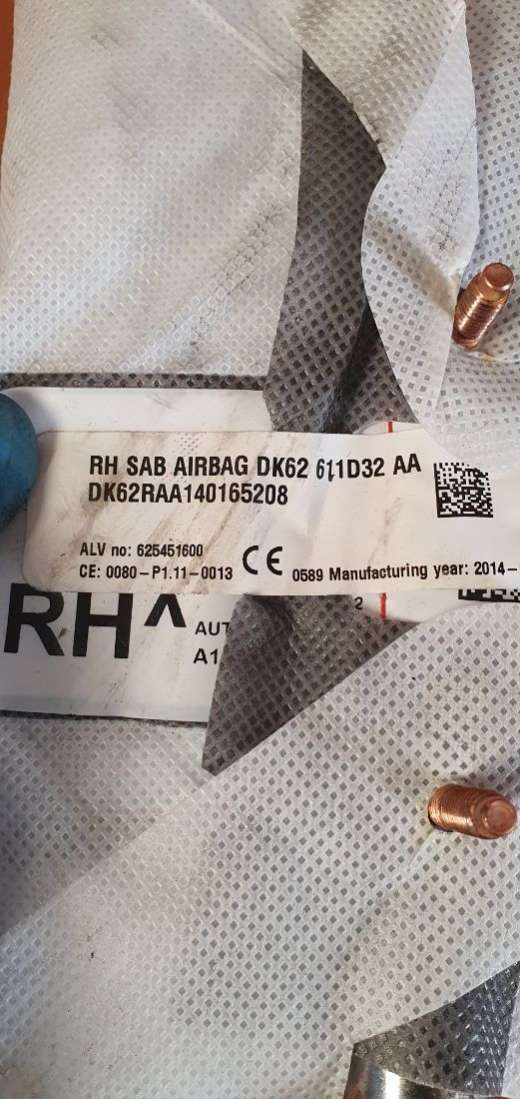 RH SAB AIRBAG DK62 611D32 AA
DK62RAA140165208
ALV no: 625451600
CE: 0080-P1.11-0013
CE 0589 Manufacturing year: 2014-
2
RH^
AUT
A1